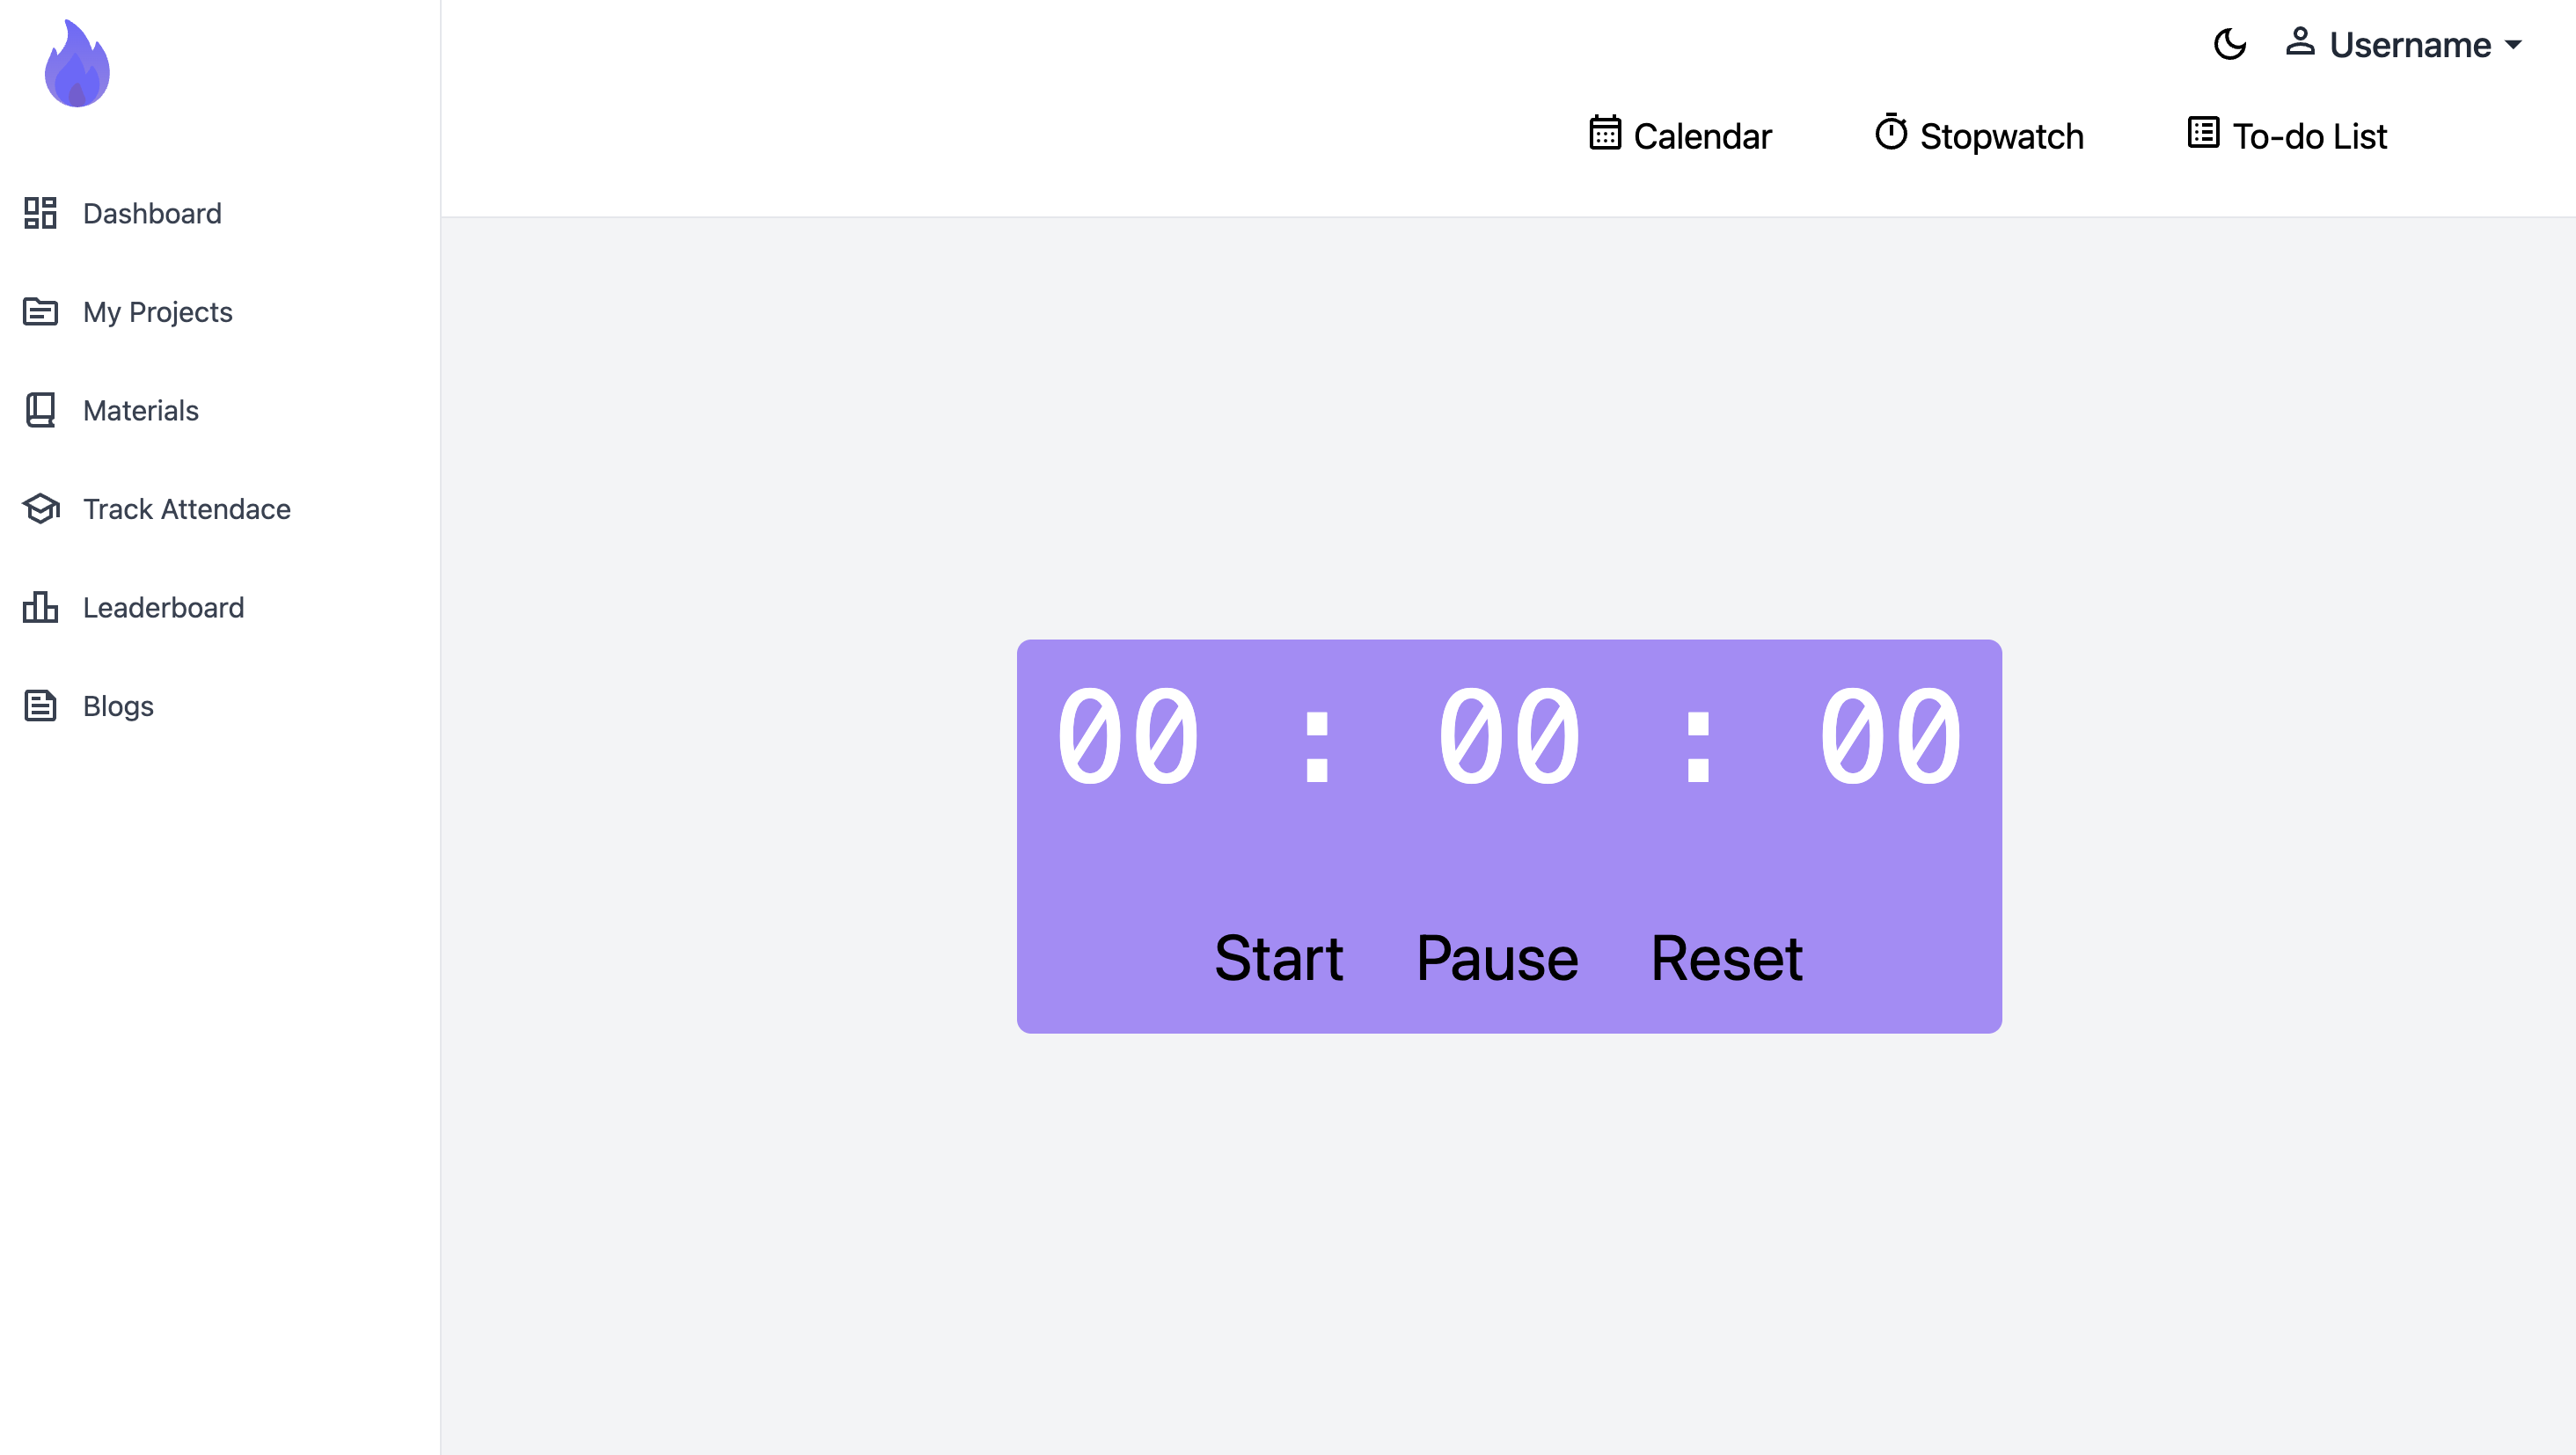 Username
Calendar
Stopwatch
To-do List
Dashboard
My Projects
Materials
Track Attendace
Leaderboard
Blogs
00 : 00 : 00
Start
Pause
Reset